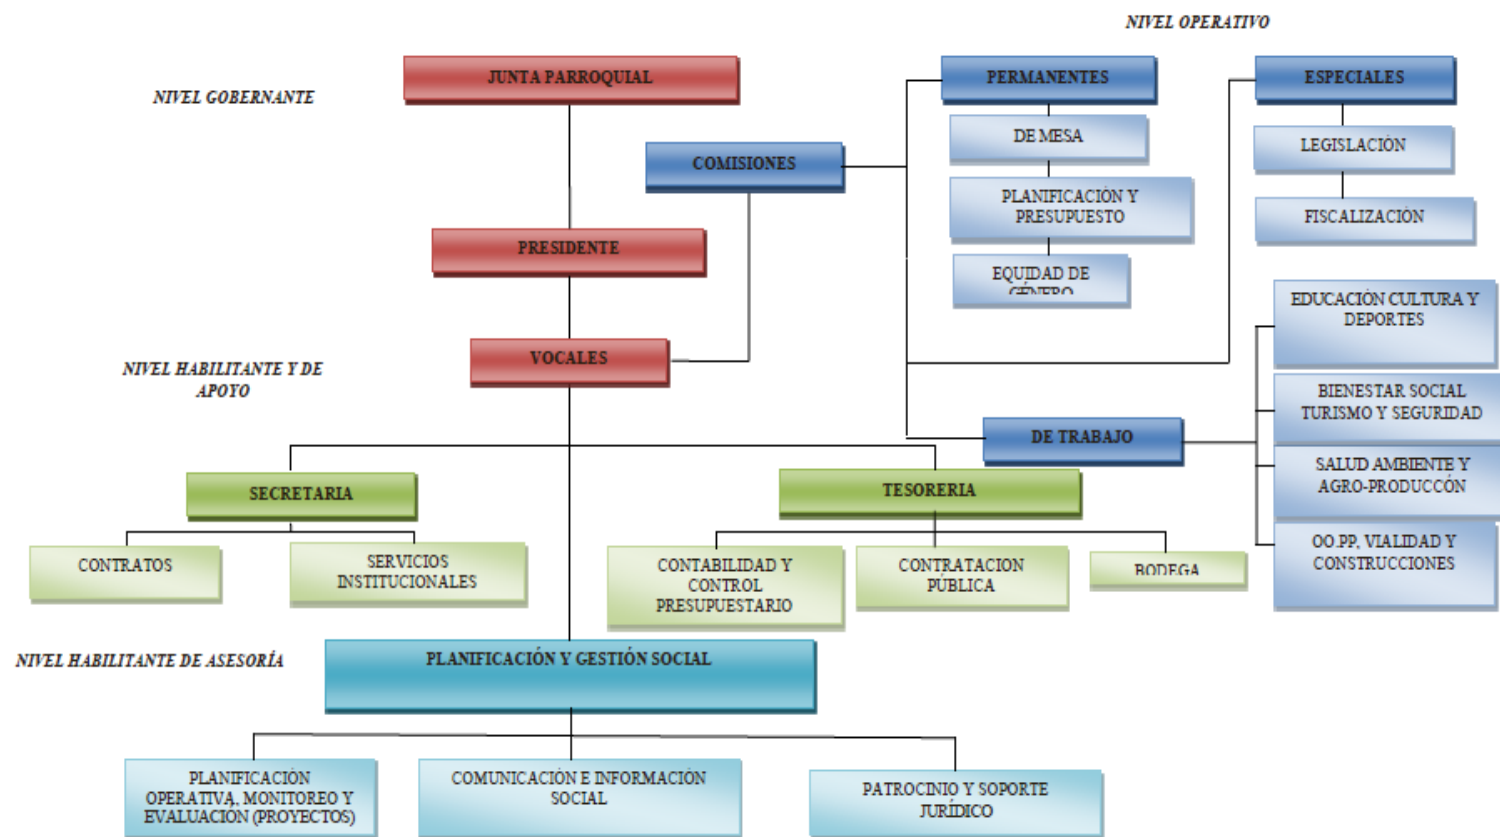 NIVEL OPERATIVO
NIVEL GOBERNANTE
JUNTA PARROQUIAL
PERMANENTES
ESPECIALES
DE MESA
LEGISLACIÓN
COMISIONES
PLANIFICACIÓN Y
PRESUPUESTO
FISCALIZACIÓN
PRESIDENTE
EQUIDAD DE
GÉNERO
EDUCACIÓN CULTURA Y
DEPORTES
VOCALES
NIVEL HABILITANTE Y DE
APOYO
BIENESTAR SOCIAL
TURISMO Y SEGURIDAD
DE TRABAJO
SALUD AMBIENTE Y
AGRO-PRODUCCÓN
SECRETARIA
TESORERIA
OO.PP, VIALIDAD Y
CONSTRUCCIONES
CONTRATOS
SERVICIOS
INSTITUCIONALES
CONTABILIDAD Y
CONTROL
PRESUPUESTARIO
CONTRATACION
PÚBLICA
BODEGA
NIVEL HABILITANTE DE ASESORÍA
PLANIFICACIÓN Y GESTIÓN SOCIAL
PLANIFICACIÓN
OPERATIVA, MONITOREO Y
EVALUACIÓN (PROYECTOS)
COMUNICACIÓN E INFORMACIÓN
SOCIAL
PATROCINIO Y SOPORTE
JURÍDICO